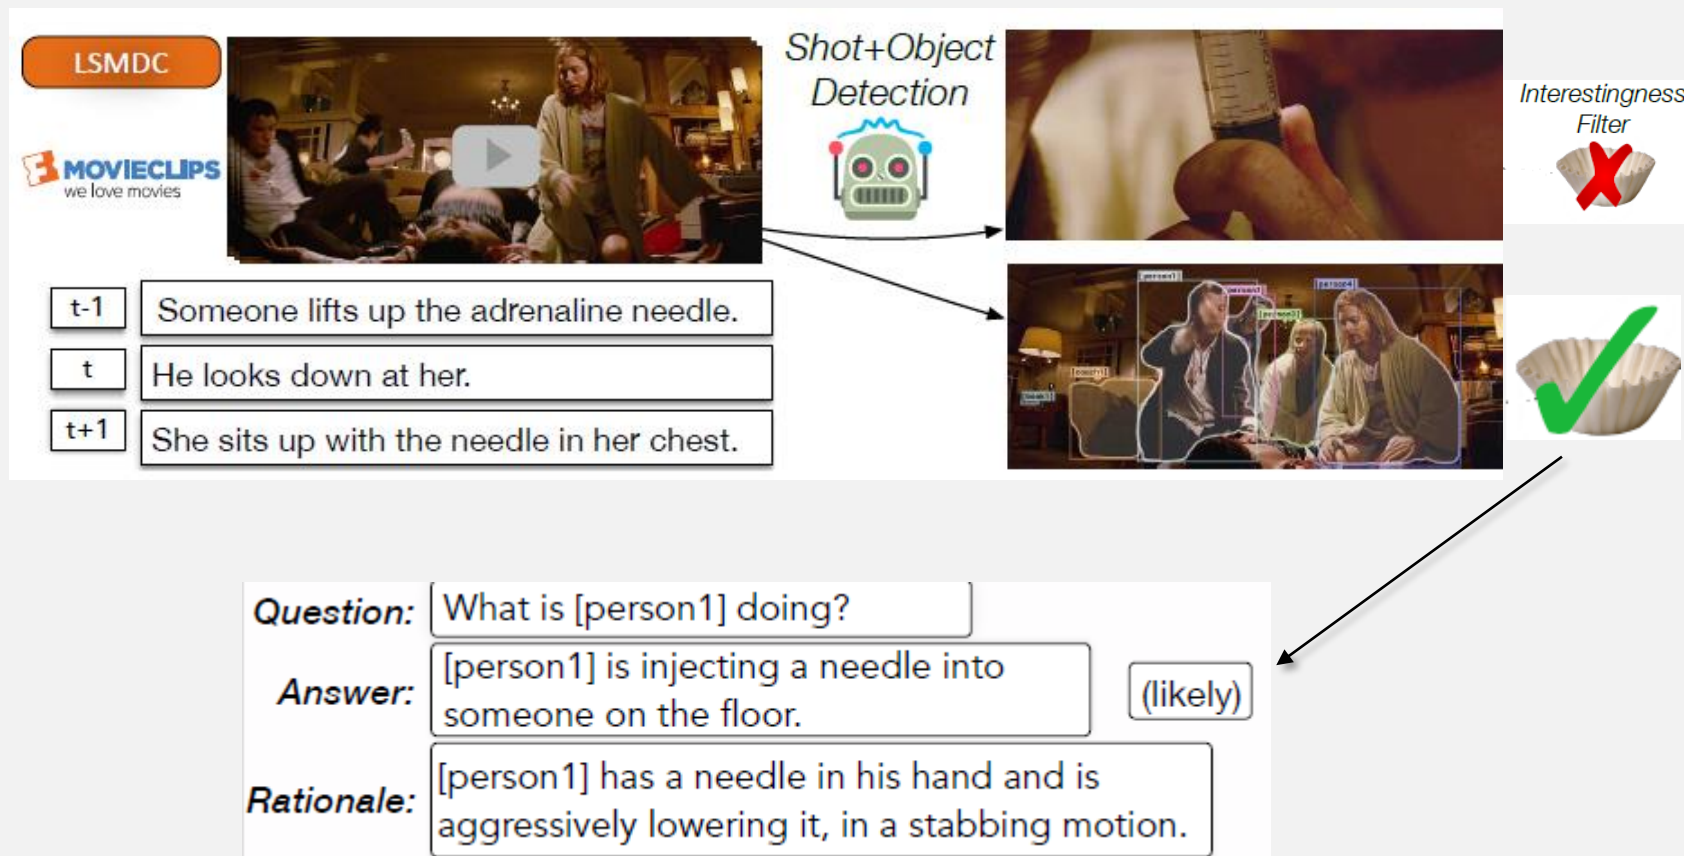 LSMDC
MOVIECLIPS
we love movies
Shot+Object
Detection
Interestingness
Filter
[person1]
[person4]
t-1
Someone lifts up the adrenaline needle.
t
He looks down at her.
t+1
She sits up with the needle in her chest.
Question:
What is [person1] doing?
Answer:
[person1] is injecting a needle into
someone on the floor.
(likely)
Rationale:
[person1] has a needle in his hand and is
aggressively lowering it, in a stabbing motion.